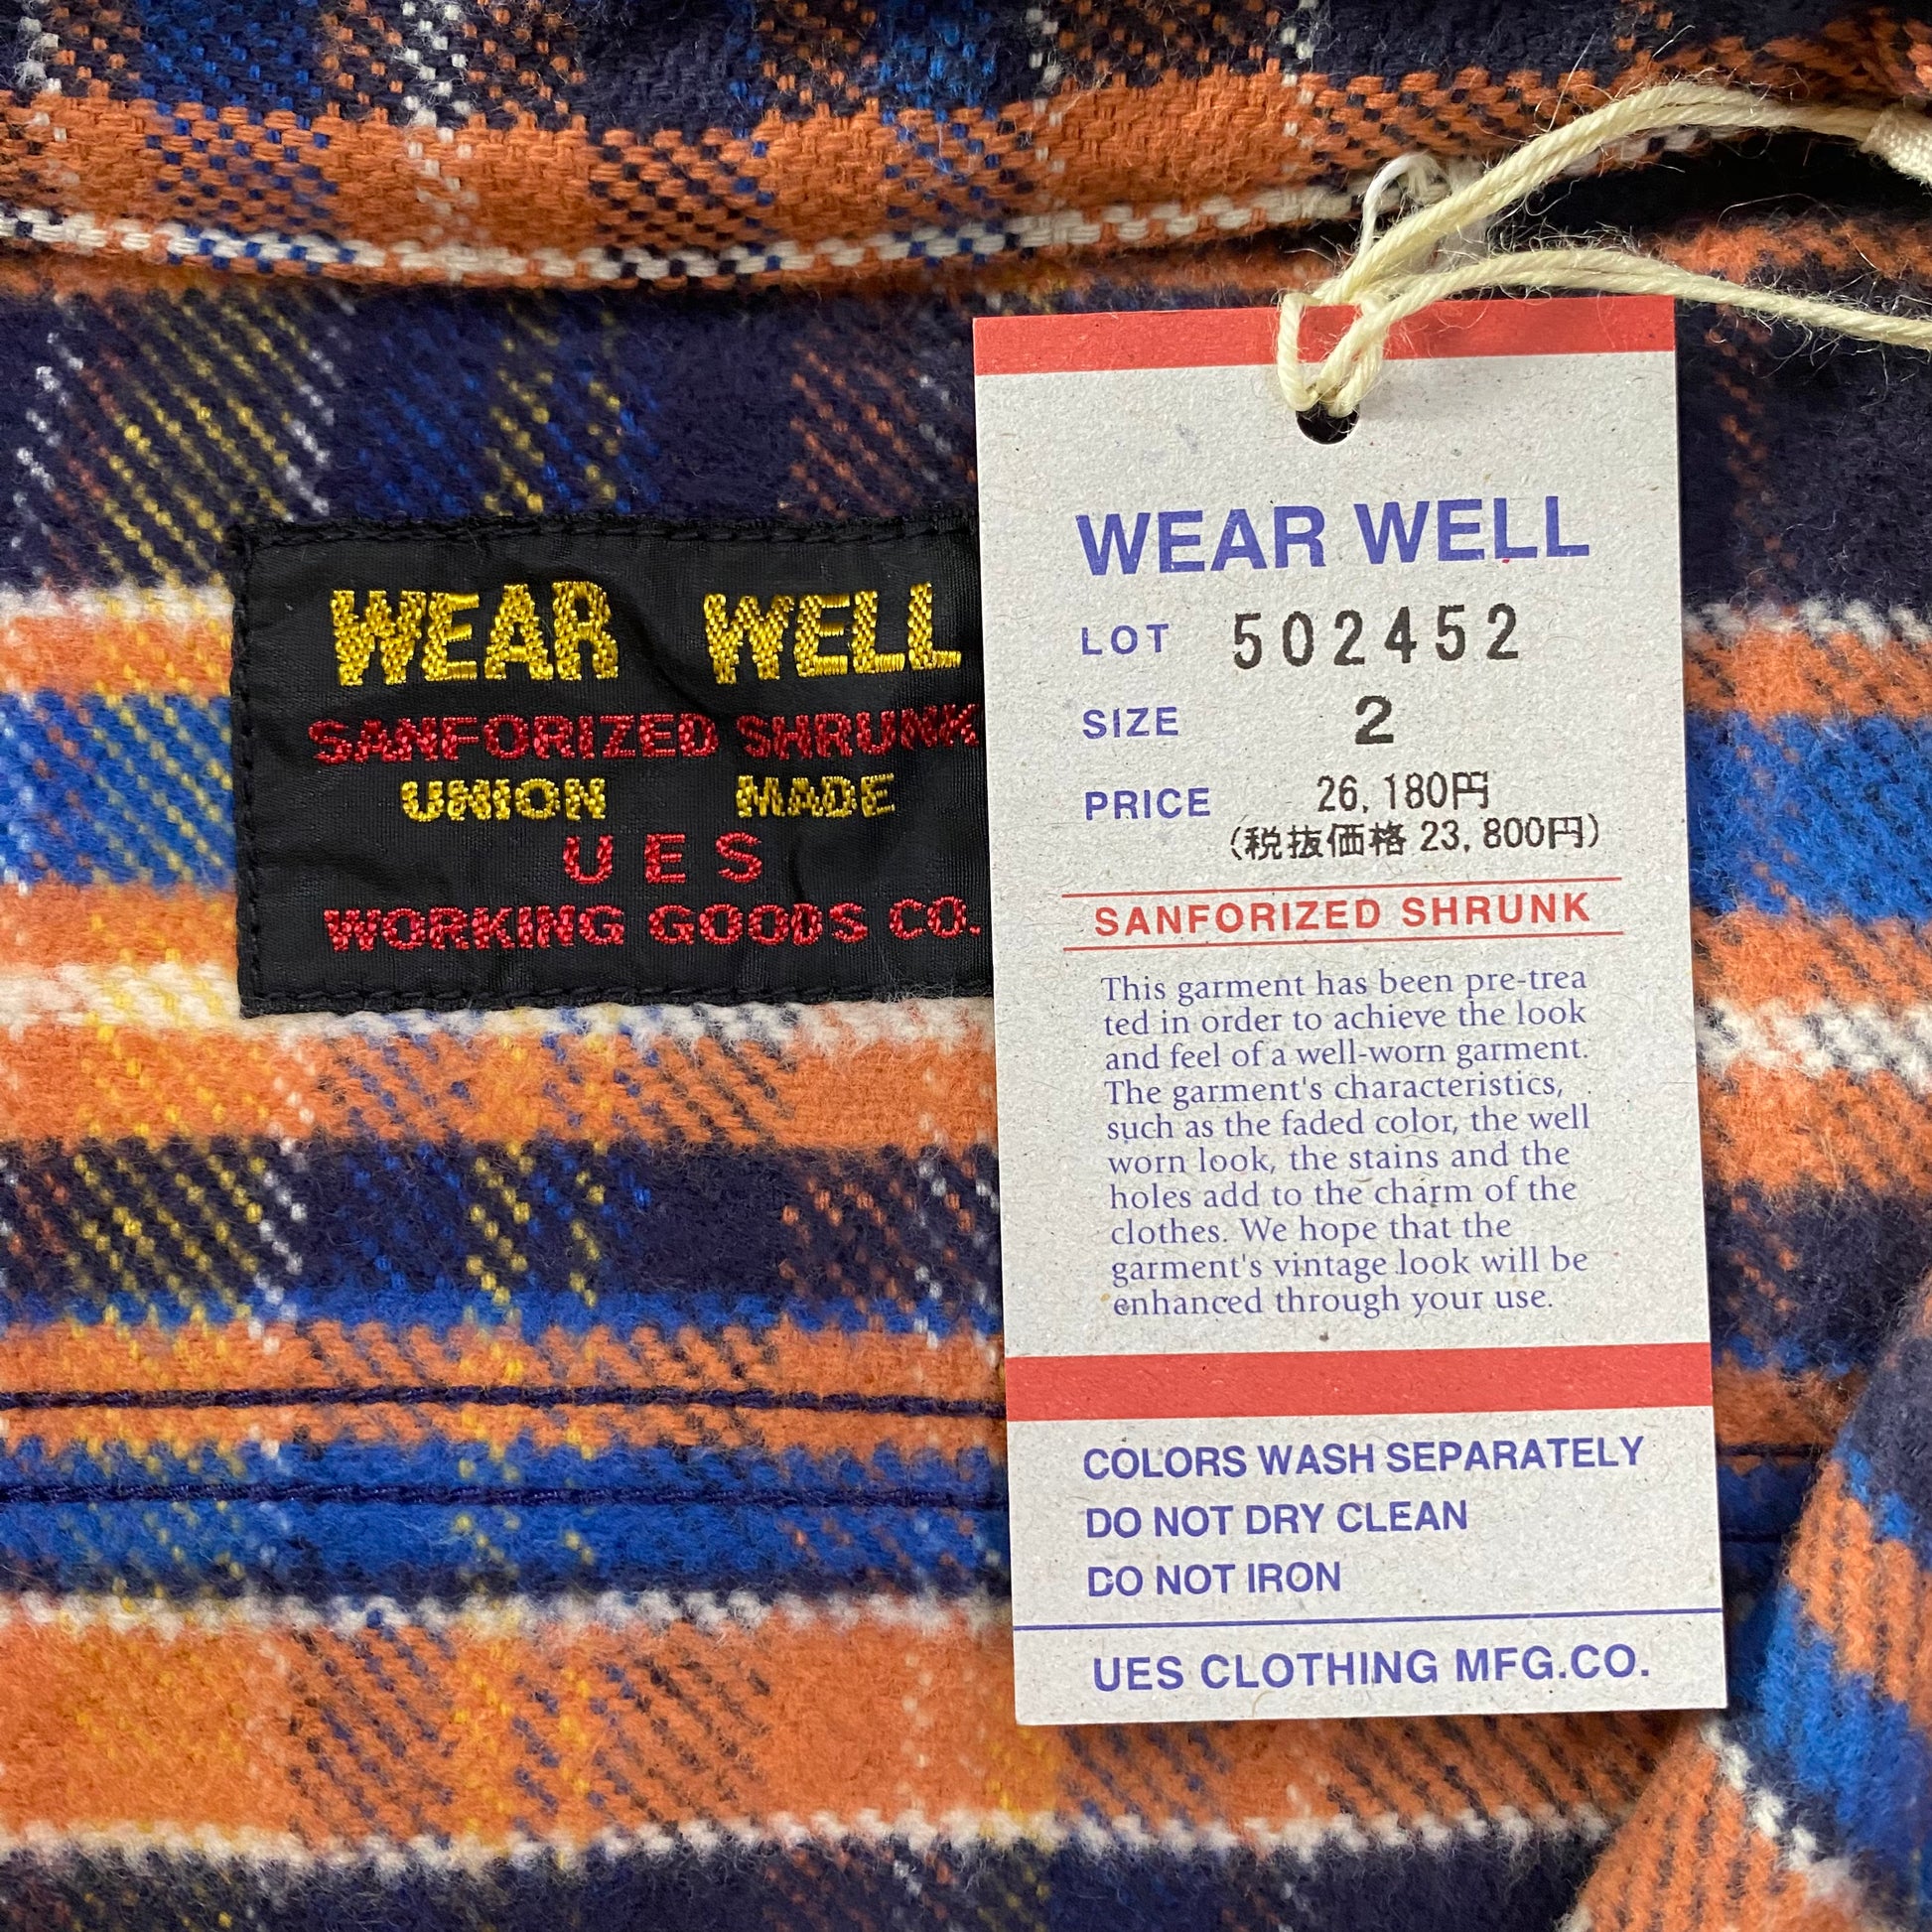 WEAR WELL
SANFORIZED SHRUNK
UNION MADE
UES
WORKING GOODS CO.
WEAR WELL
LOT 502452
SIZE 2
PRICE 26,180円
(税抜価格 23,800円)
SANFORIZED SHRUNK
This garment has been pre-trea
ted in order to achieve the look
and feel of a well-worn garment.
The garment's characteristics,
such as the faded color, the well
worn look, the stains and the
holes add to the charm of the
clothes. We hope that the
garment's vintage look will be
enhanced through your use.
COLORS WASH SEPARATELY
DO NOT DRY CLEAN
DO NOT IRON
UES CLOTHING MFG.CO.